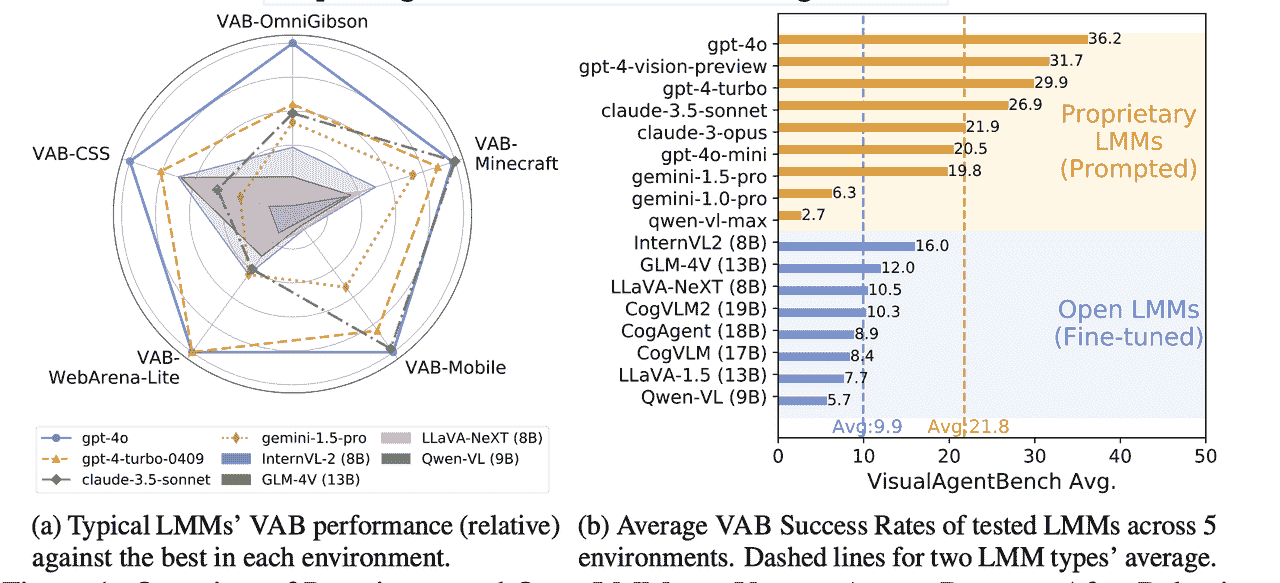 VAB-OmniGibson
VAB-CSS
VAB-
Minecraft
VAB-
WebArena-Lite
VAB-Mobile
gpt-4o
gpt-4-turbo-0409
claude-3.5-sonnet
gemini-1.5-pro
InternVL-2 (8B)
GLM-4V (13B)
LLaVA-NeXT (8B)
Qwen-VL (9B)
(a) Typical LMMs’ VAB performance (relative)
against the best in each environment.
gpt-4o 36.2
gpt-4-vision-preview 31.7
gpt-4-turbo 29.9
claude-3.5-sonnet 26.9
claude-3-opus 21.9
gpt-4o-mini 20.5
gemini-1.5-pro 19.8
gemini-1.0-pro 6.3
qwen-vl-max 2.7
InternVL2 (8B) 16.0
GLM-4V (13B) 12.0
LLaVA-NeXT (8B) 10.5
CogVLM2 (19B) 10.3
CogAgent (18B) 8.9
CogVLM (17B) 8.4
LLaVA-1.5 (13B) 7.7
Qwen-VL (9B) 5.7
Proprietary
LMMs
(Prompted)
Open LMMs
(Fine-tuned)
Avg:9.9 Avg:21.8
0 10 20 30 40 50
VisualAgentBench Avg.
(b) Average VAB Success Rates of tested LMMs across 5
environments. Dashed lines for two LMM types’ average.